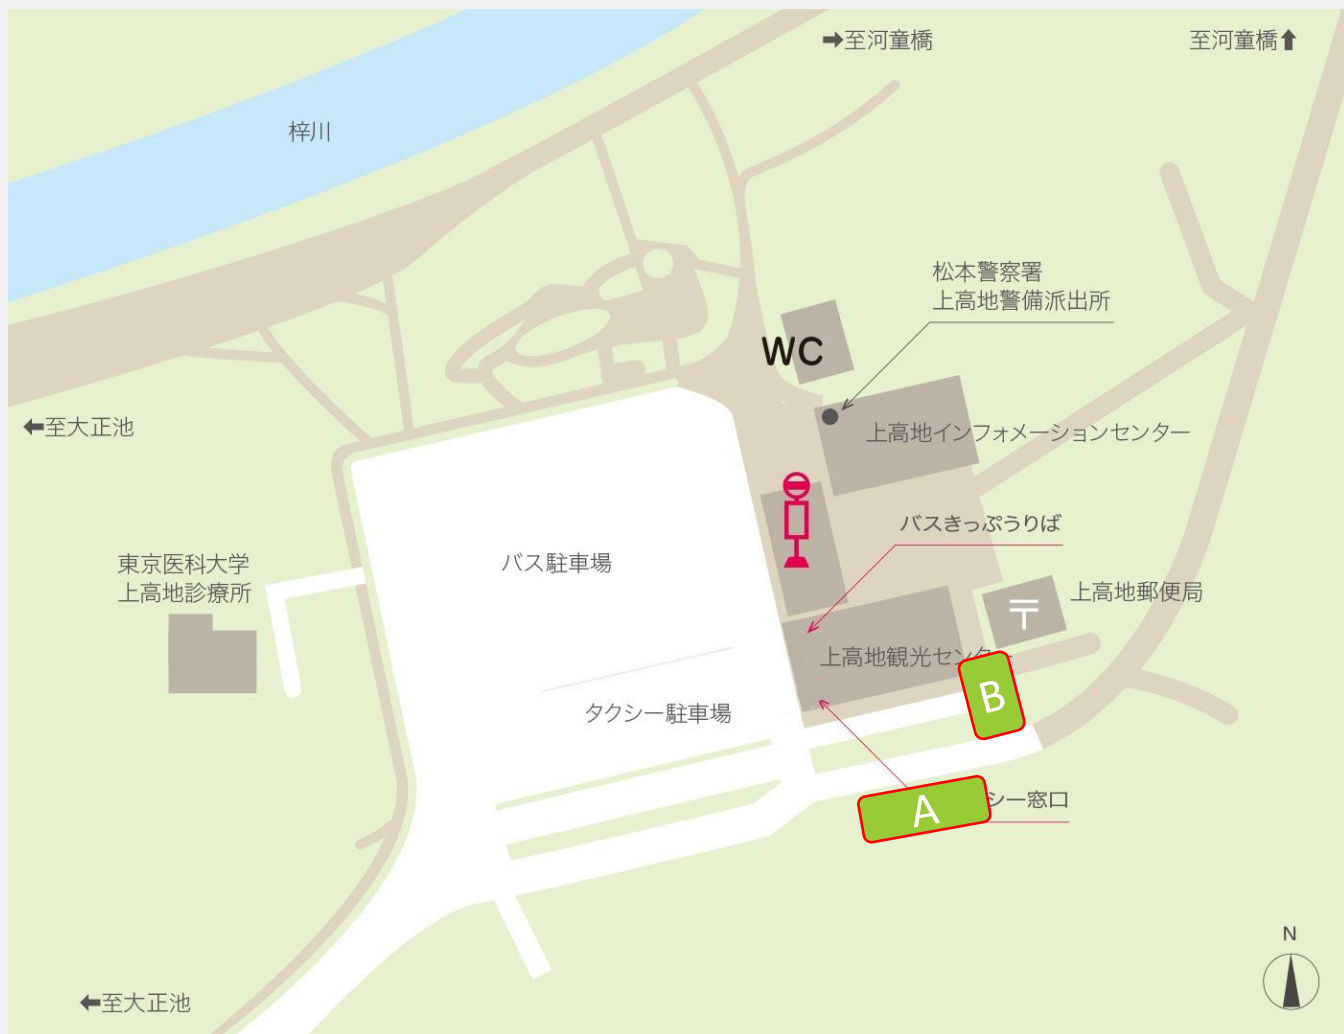 ➡至河童橋
至河童橋⬆
梓川
松本警察署
上高地警備派出所
WC
⬅至大正池
上高地インフォメーションセンター
バスきっぷうりば
バス駐車場
東京医科大学
上高地診療所
〒
上高地郵便局
上高地観光センター
B
タクシー駐車場
A
シー窓口
N
⬅至大正池